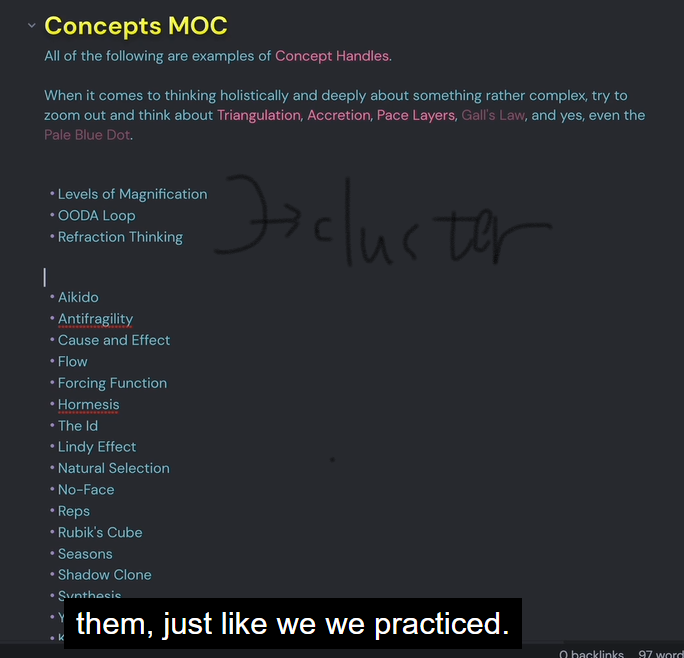 Concepts MOC
All of the following are examples of Concept Handles.
When it comes to thinking holistically and deeply about something rather complex, try to
zoom out and think about Triangulation, Accretion, Pace Layers, Gall's Law, and yes, even the
Pale Blue Dot.
• Levels of Magnification
• OODA Loop
• Refraction Thinking
→ cluster
• Aikido
• Antifragility
• Cause and Effect
• Flow
• Forcing Function
• Hormesis
• The Id
• Lindy Effect
• Natural Selection
• No-Face
• Reps
• Rubik's Cube
• Seasons
• Shadow Clone
• Synthesis
them, just like we we practiced.
0 backlinks 97 word